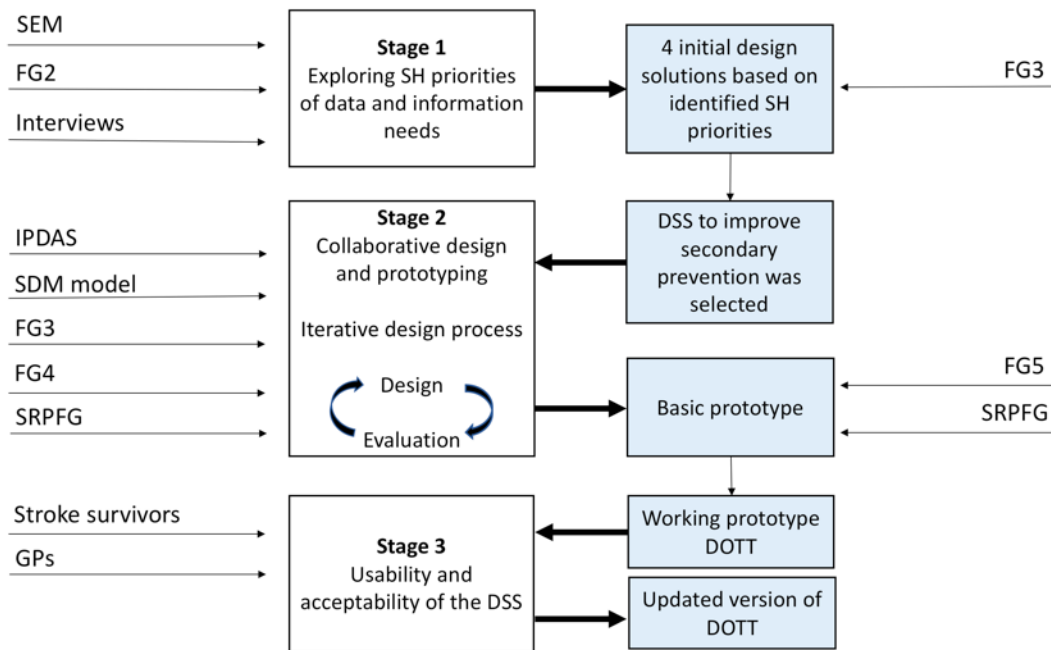 SEM
FG2
Interviews
Stage 1
Exploring SH priorities
of data and information
needs
4 initial design
solutions based on
identified SH
priorities
FG3
IPDAS
SDM model
FG3
FG4
SRPFG
Stage 2
Collaborative design
and prototyping
Iterative design process
Design
Evaluation
DSS to improve
secondary
prevention was
selected
Basic prototype
FG5
SRPFG
Stroke survivors
GPs
Stage 3
Usability and
acceptability of the DSS
Working prototype
DOTT
Updated version of
DOTT